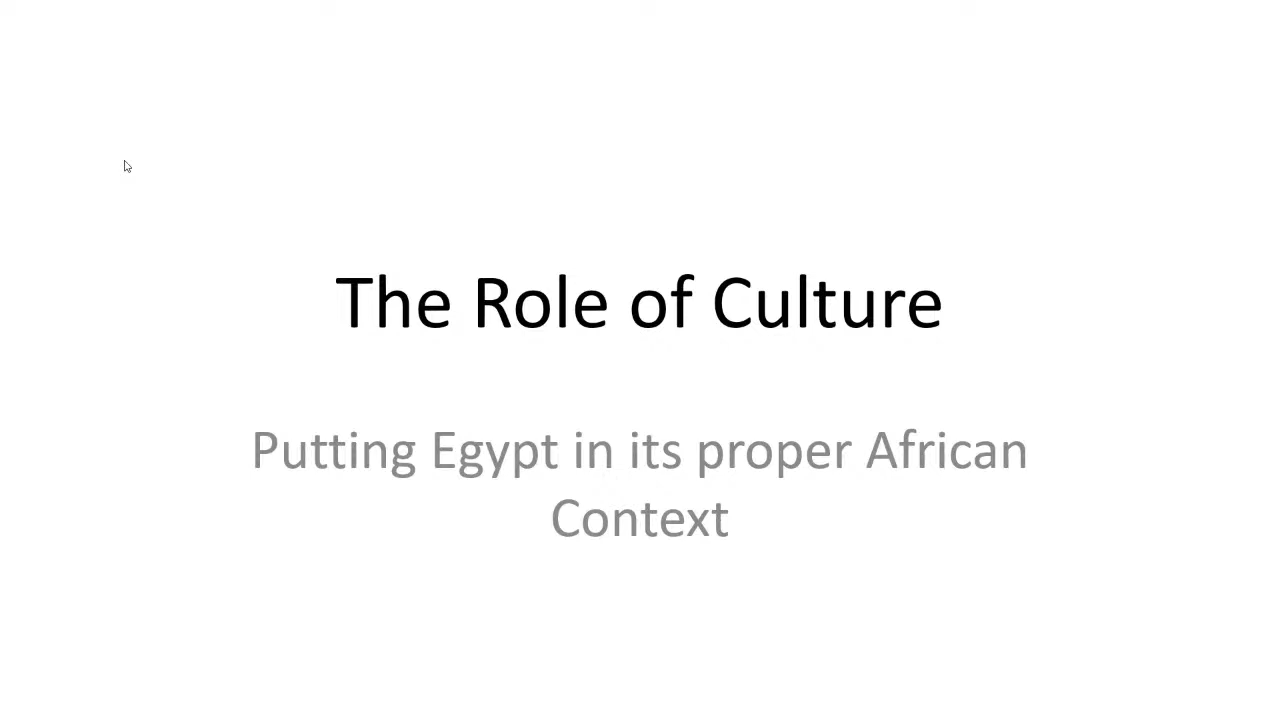 The Role of Culture
Putting Egypt in its proper African
Context